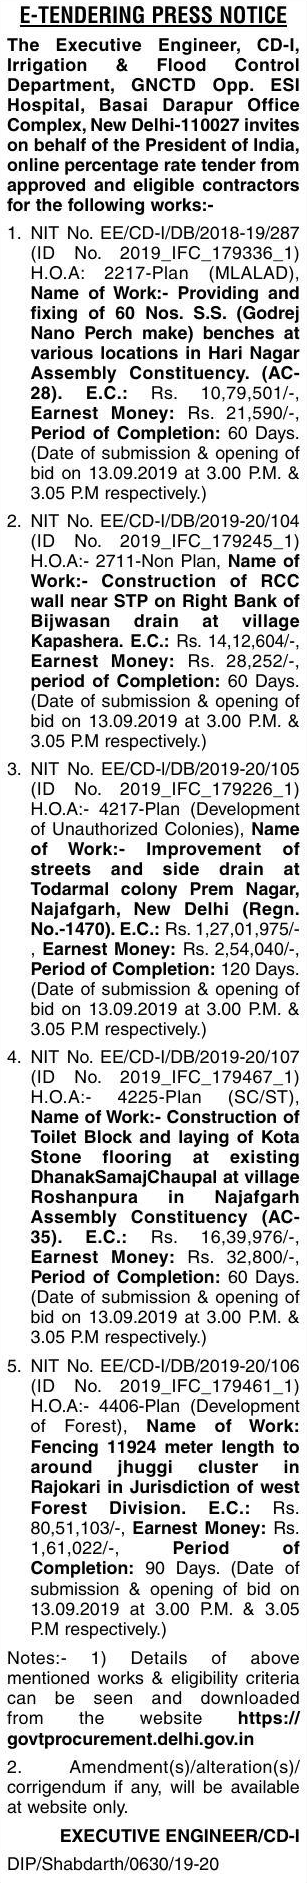 E-TENDERING PRESS NOTICE
The Executive Engineer, CD-I,
Irrigation & Flood Control
Department, GNCTD Opp. ESI
Hospital, Basai Darapur Office
Complex, New Delhi-110027 invites
on behalf of the President of India,
online percentage rate tender from
approved and eligible contractors
for the following works:-
1. NIT No. EE/CD-I/DB/2018-19/287
(ID No. 2019_IFC_179336_1)
H.O.A: 2217-Plan (MLALAD),
Name of Work:- Providing and
fixing of 60 Nos. S.S. (Godrej
Nano Perch make) benches at
various locations in Hari Nagar
Assembly Constituency. (AC-
28). E.C.: Rs. 10,79,501/-,
Earnest Money: Rs. 21,590/-,
Period of Completion: 60 Days.
(Date of submission & opening of
bid on 13.09.2019 at 3.00 P.M. &
3.05 P.M respectively.)
2. NIT No. EE/CD-I/DB/2019-20/104
(ID No. 2019_IFC_179245_1)
H.O.A:- 2711-Non Plan, Name of
Work:- Construction of RCC
wall near STP on Right Bank of
Bijwasan drain at village
Kapashera. E.C.: Rs. 14,12,604/-,
Earnest Money: Rs. 28,252/-,
period of Completion: 60 Days.
(Date of submission & opening of
bid on 13.09.2019 at 3.00 P.M. &
3.05 P.M respectively.)
3. NIT No. EE/CD-I/DB/2019-20/105
(ID No. 2019_IFC_179226_1)
H.O.A:- 4217-Plan (Development
of Unauthorized Colonies), Name
of Work:- Improvement of
streets and side drain at
Todarmal colony Prem Nagar,
Najafgarh, New Delhi (Regn.
No.-1470). E.C.: Rs. 1,27,01,975/-
, Earnest Money: Rs. 2,54,040/-,
Period of Completion: 120 Days.
(Date of submission & opening of
bid on 13.09.2019 at 3.00 P.M. &
3.05 P.M respectively.)
4. NIT No. EE/CD-I/DB/2019-20/107
(ID No. 2019_IFC_179467_1)
H.O.A:- 4225-Plan (SC/ST),
Name of Work:- Construction of
Toilet Block and laying of Kota
Stone flooring at existing
DhanakSamajChaupal at village
Roshanpura in Najafgarh
Assembly Constituency (AC-
35). E.C.: Rs. 16,39,976/-,
Earnest Money: Rs. 32,800/-,
Period of Completion: 60 Days.
(Date of submission & opening of
bid on 13.09.2019 at 3.00 P.M. &
3.05 P.M respectively.)
5. NIT No. EE/CD-I/DB/2019-20/106
(ID No. 2019_IFC_179461_1)
H.O.A:- 4406-Plan (Development
of Forest), Name of Work:
Fencing 11924 meter length to
around jhuggi cluster in
Rajokari in Jurisdiction of west
Forest Division. E.C.: Rs.
80,51,103/-, Earnest Money: Rs.
1,61,022/-, Period of
Completion: 90 Days. (Date of
submission & opening of bid on
13.09.2019 at 3.00 P.M. & 3.05
P.M respectively.)
Notes:- 1) Details of above
mentioned works & eligibility criteria
can be seen and downloaded
from the website https://
govtprocurement.delhi.gov.in
2. Amendment(s)/alteration(s)/
corrigendum if any, will be available
at website only.
EXECUTIVE ENGINEER/CD-I
DIP/Shabdarth/0630/19-20